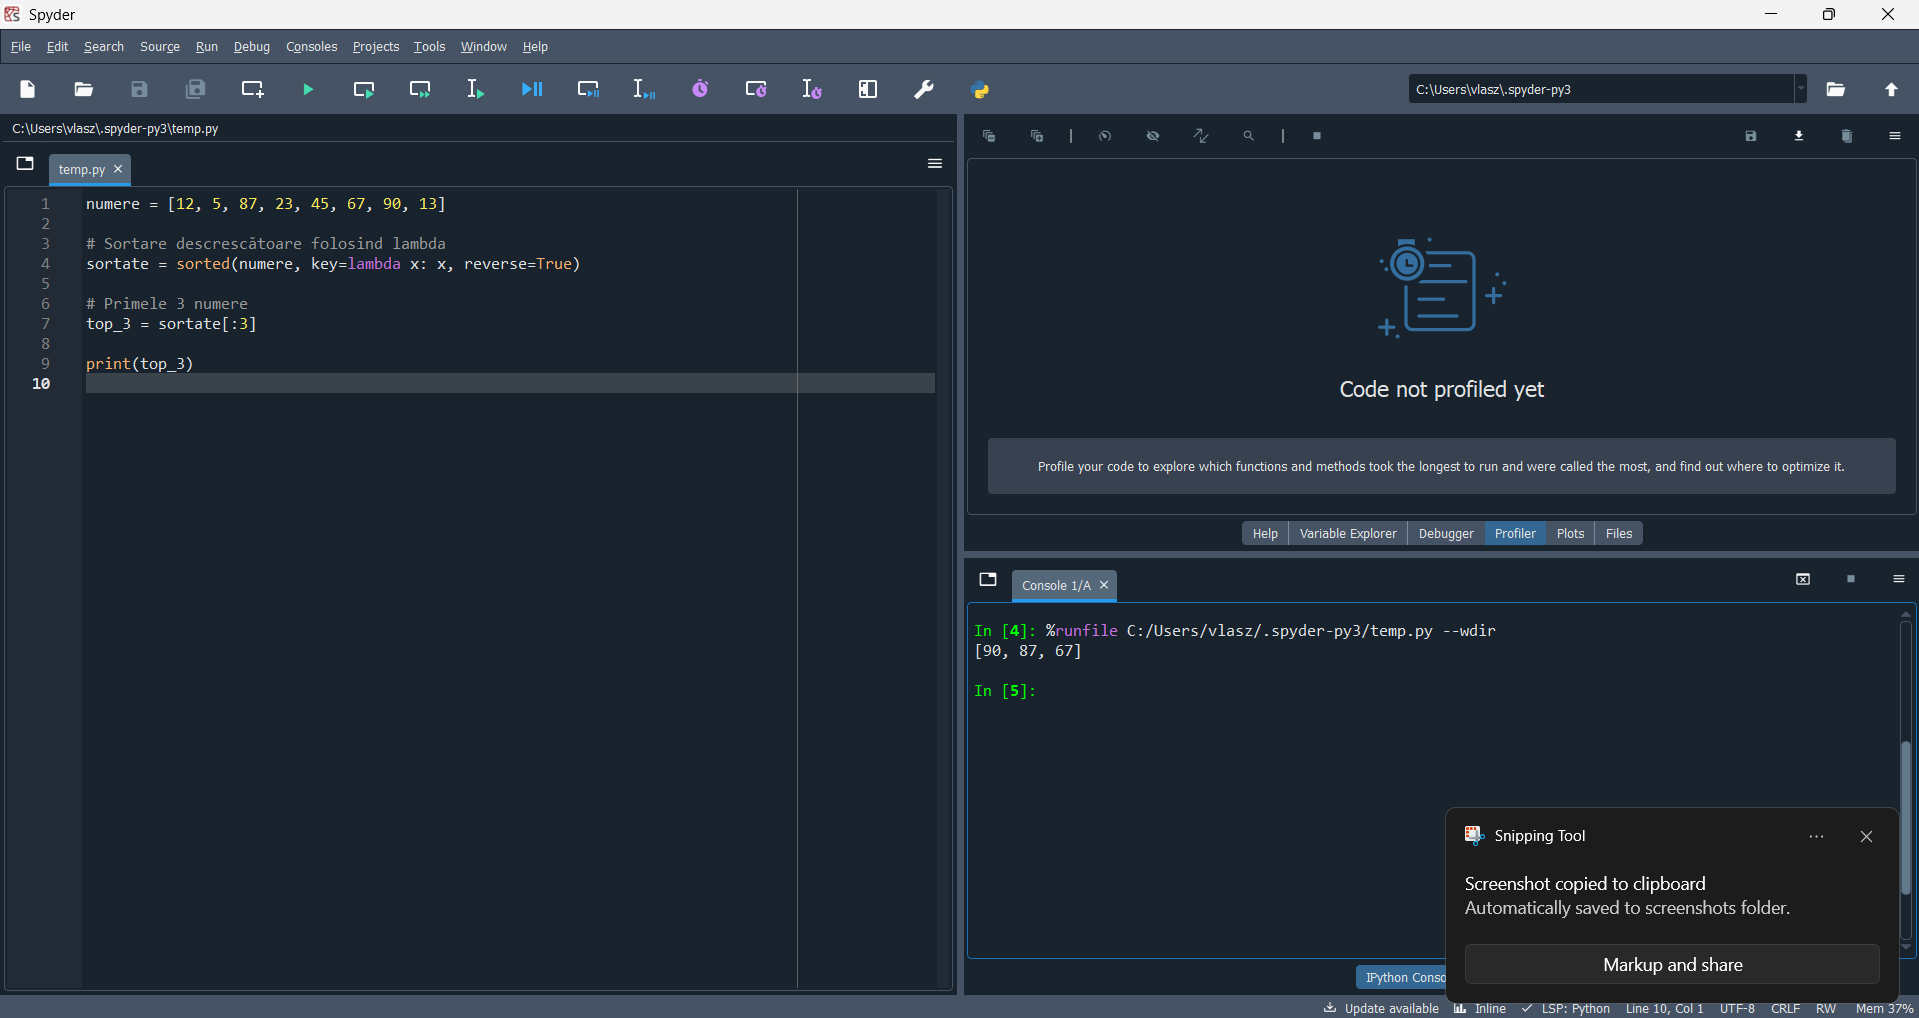 Spyder
File Edit Search Source Run Debug Consoles Projects Tools Window Help
C:\Users\vlasz\.spyder-py3
C:\Users\vlasz\.spyder-py3\temp.py
temp.py
1 numere = [12, 5, 87, 23, 45, 67, 90, 13]
2
3 # Sortare descrescătoare folosind lambda
4 sortate = sorted(numere, key=lambda x: x, reverse=True)
5
6 # Primele 3 numere
7 top_3 = sortate[:3]
8
9 print(top_3)
10
Code not profiled yet
Profile your code to explore which functions and methods took the longest to run and were called the most, and find out where to optimize it.
Help Variable Explorer Debugger Profiler Plots Files
Console 1/A
In [4]: %runfile C:/Users/vlasz/.spyder-py3/temp.py --wdir
[90, 87, 67]
In [5]:
Snipping Tool
Screenshot copied to clipboard
Automatically saved to screenshots folder.
Markup and share
IPython Conso
Update available Inline LSP: Python Line 10, Col 1 UTF-8 CRLF RW Mem 37%